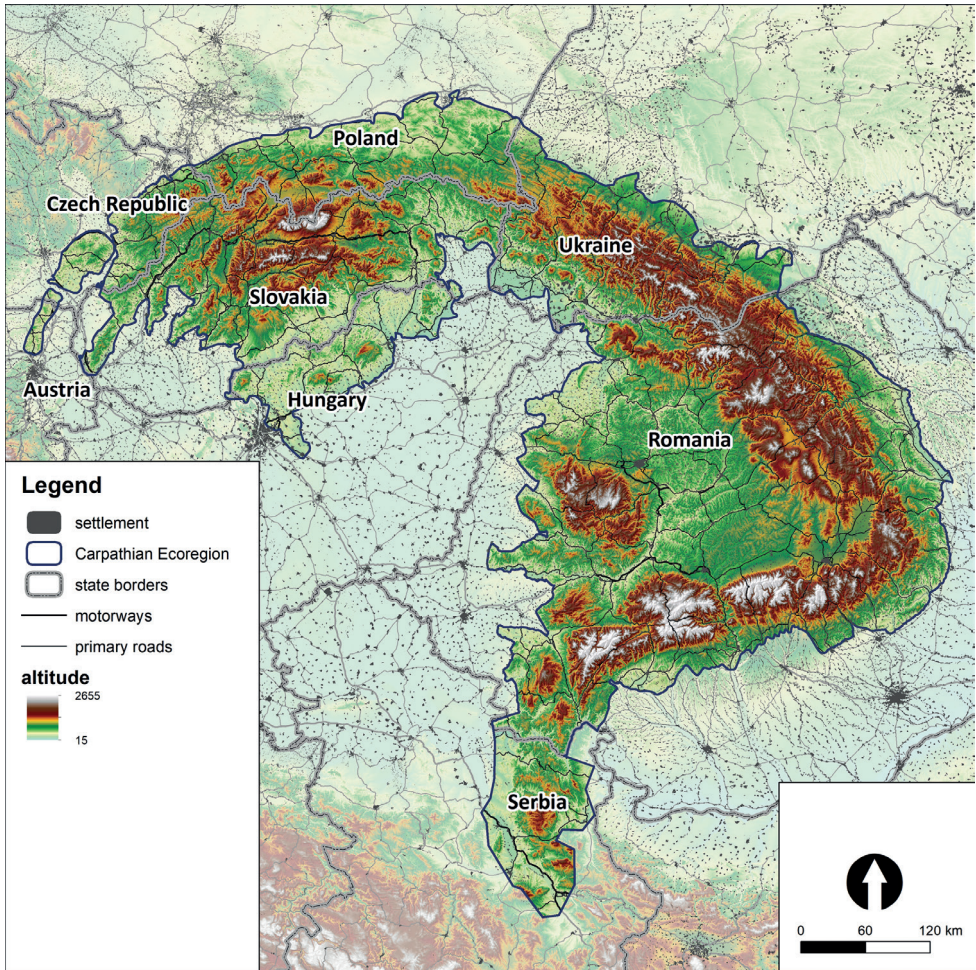 Poland
Czech Republic
Ukraine
Slovakia
Austria
Hungary
Romania
Serbia
Legend
settlement
Carpathian Ecoregion
state borders
motorways
primary roads
altitude
2655
15
0 60 120 km